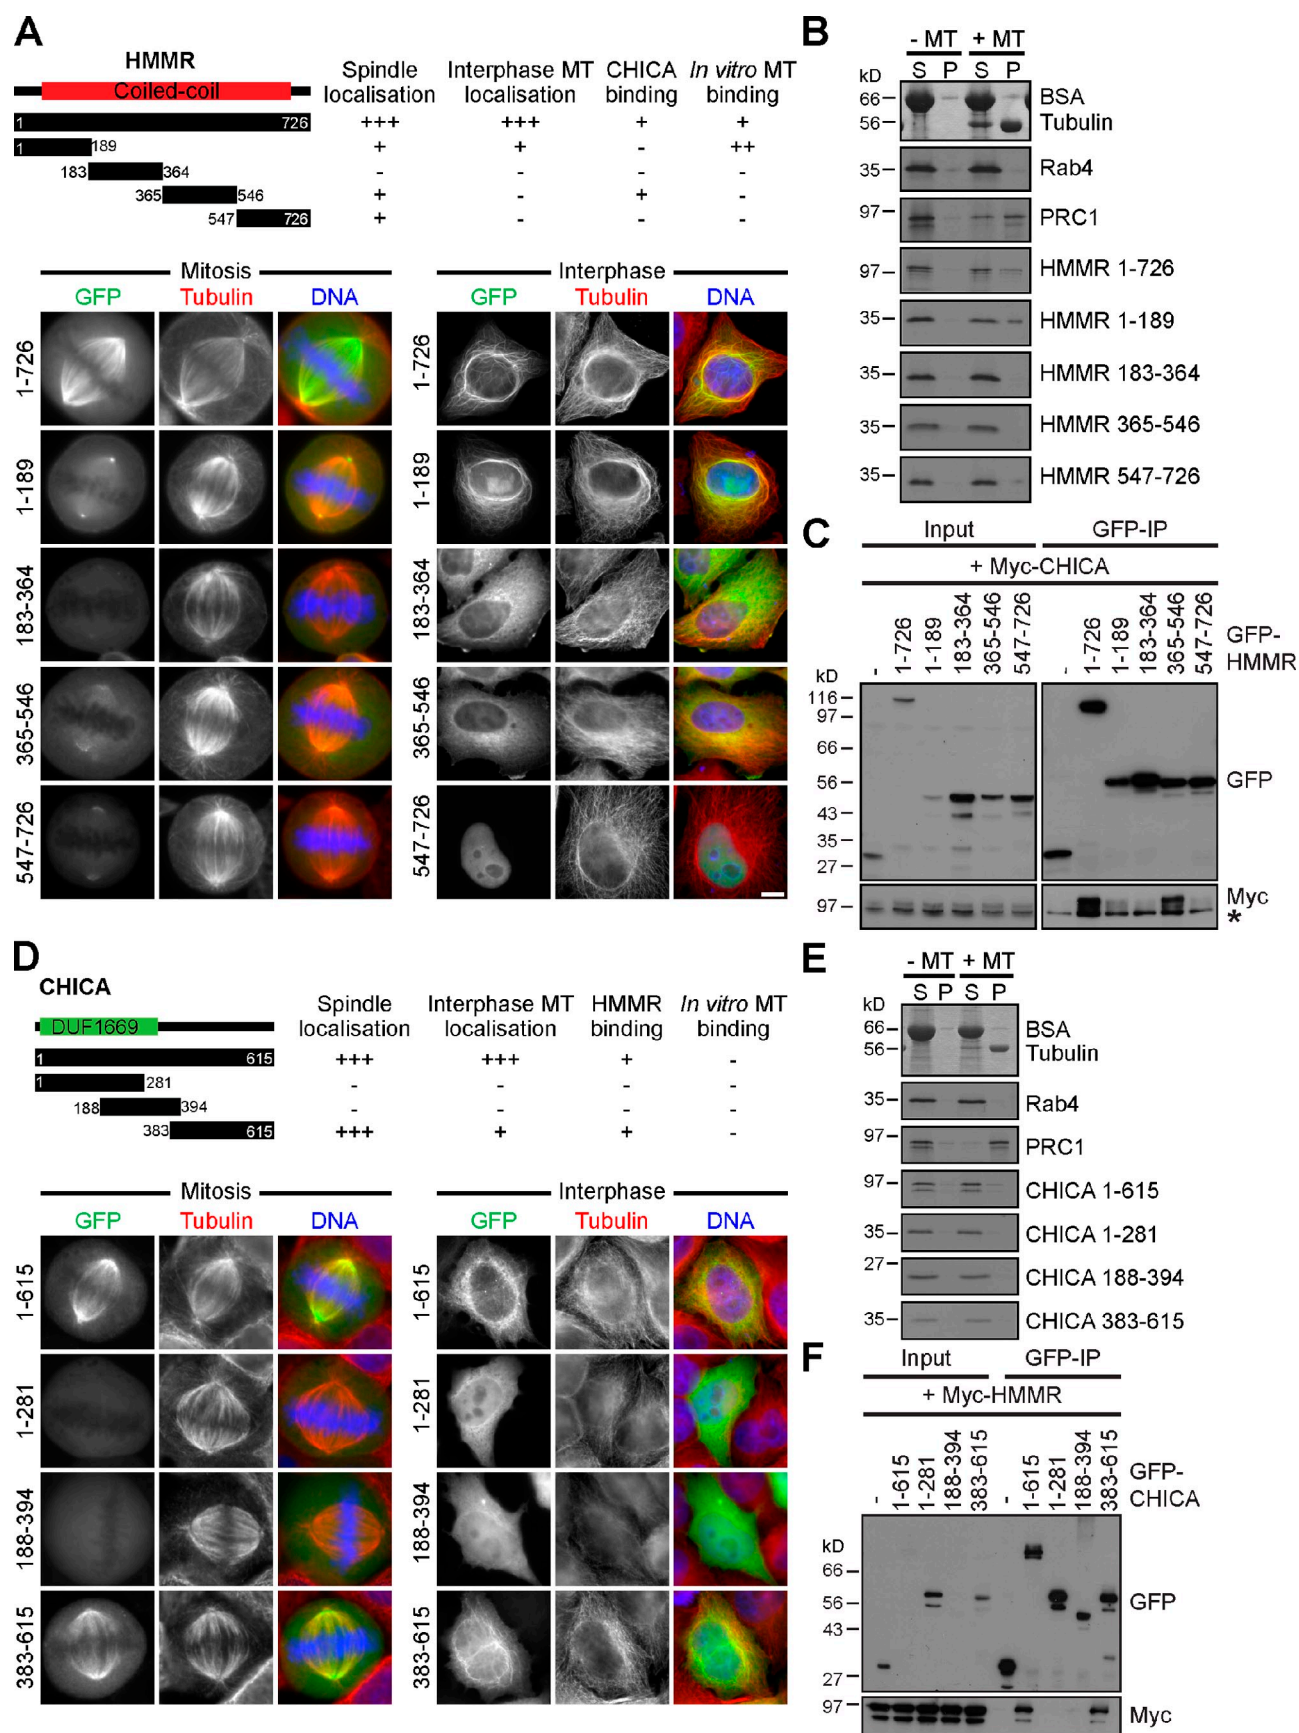 A
HMMR
Coiled-coil
Spindle localisation
Interphase MT localisation
CHICA binding
In vitro MT binding
1 726 +++ +++ + +
1 189 + + - ++
183 364 - - - -
365 546 + - + -
547 726 + - - -
Mitosis
GFP Tubulin DNA
Interphase
GFP Tubulin DNA
1-726 1-726
1-189 1-189
183-364 183-364
365-546 365-546
547-726 547-726
B
- MT + MT
S P S P
kD
66 BSA
56 Tubulin
35 Rab4
97 PRC1
97 HMMR 1-726
35 HMMR 1-189
35 HMMR 183-364
35 HMMR 365-546
35 HMMR 547-726
C
Input GFP-IP
+ Myc-CHICA
- 1-726 1-189 183-364 365-546 547-726 - 1-726 1-189 183-364 365-546 547-726
GFP-HMMR
kD
116
97
66
56 GFP
43
35
27
97 Myc
*
D
CHICA
DUF1669
Spindle localisation
Interphase MT localisation
HMMR binding
In vitro MT binding
1 615 +++ +++ + -
1 281 - - - -
188 394 - - - -
383 615 +++ + + -
Mitosis
GFP Tubulin DNA
Interphase
GFP Tubulin DNA
1-615 1-615
1-281 1-281
188-394 188-394
383-615 383-615
E
- MT + MT
S P S P
kD
66 BSA
56 Tubulin
35 Rab4
97 PRC1
97 CHICA 1-615
35 CHICA 1-281
27 CHICA 188-394
35 CHICA 383-615
F
Input GFP-IP
+ Myc-HMMR
- 1-615 1-281 188-394 383-615 - 1-615 1-281 188-394 383-615
GFP-CHICA
kD
66
56 GFP
43
27
97 Myc